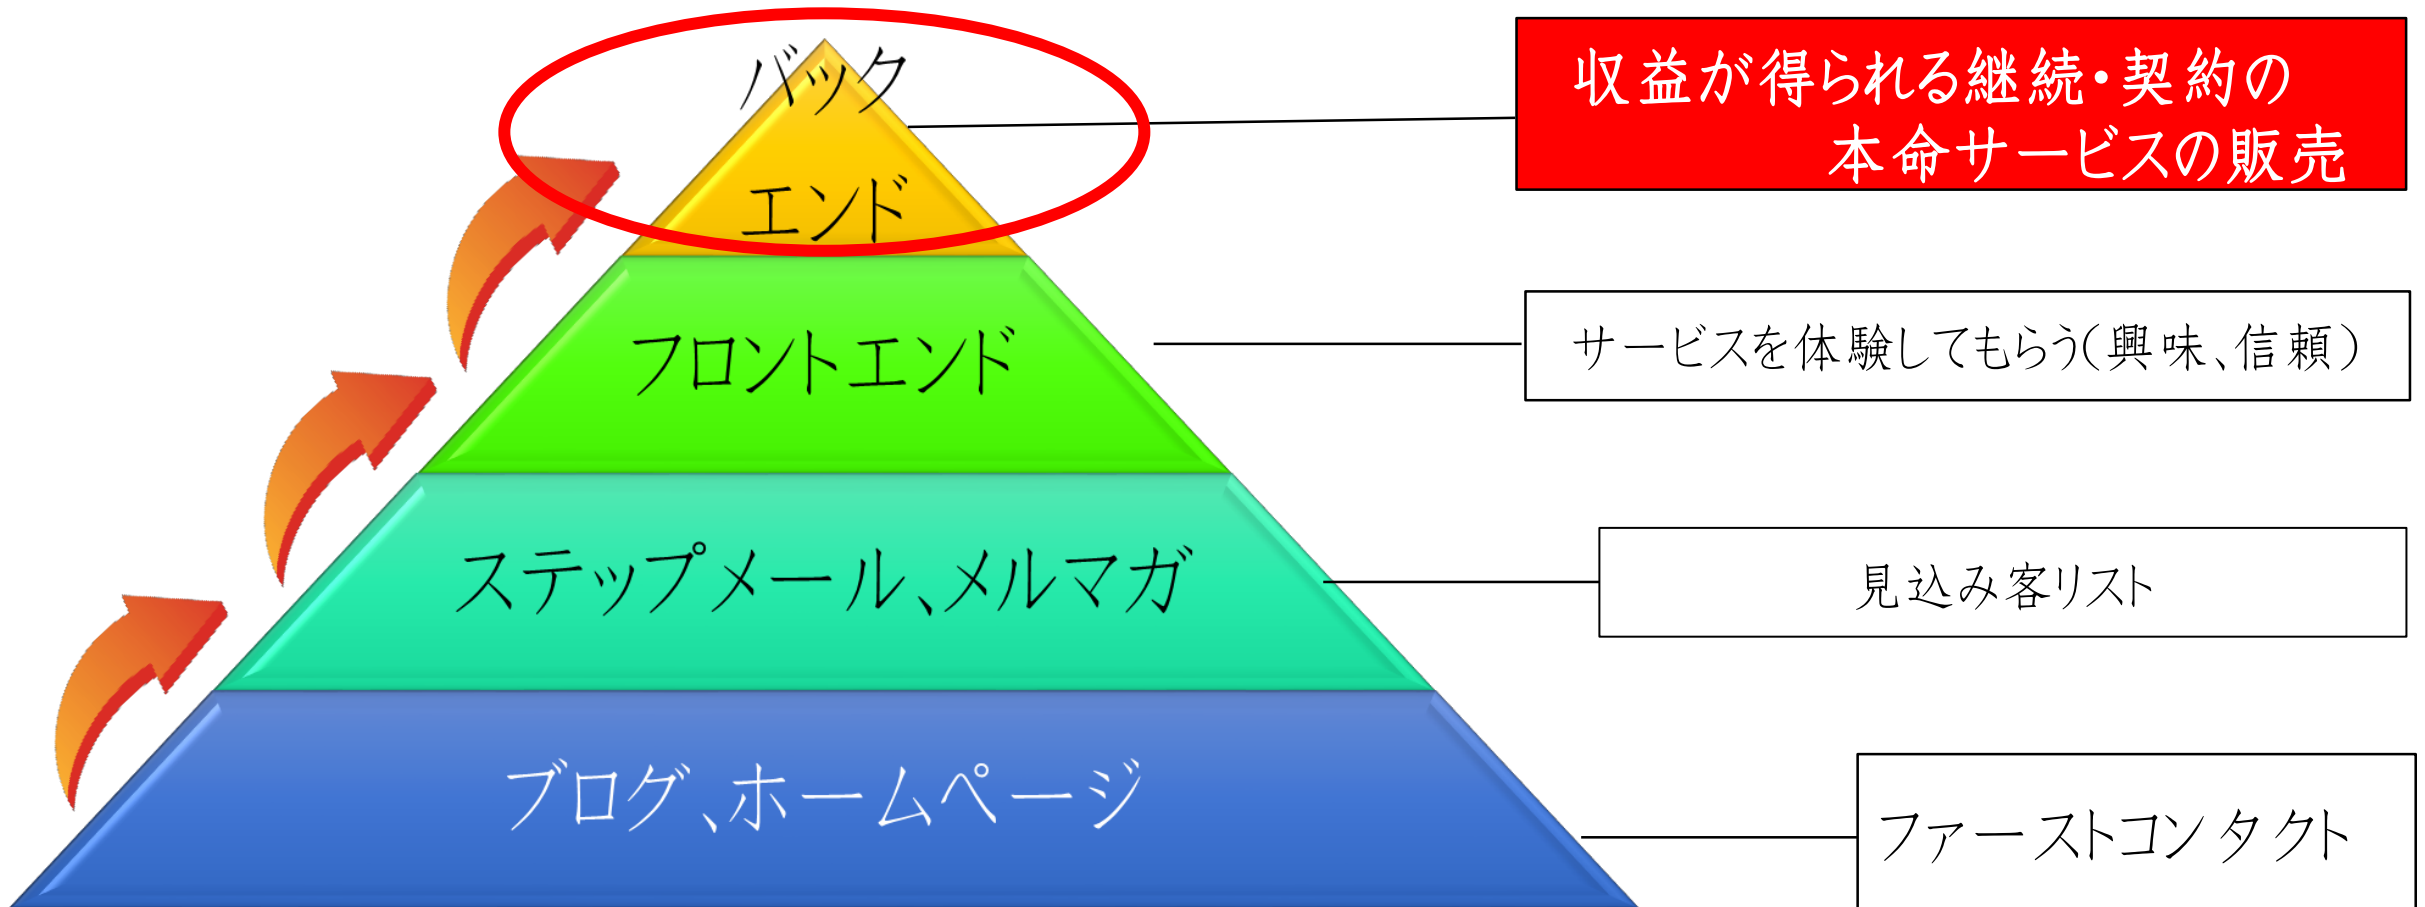 バック
エンド
収益が得られる継続・契約の
本命サービスの販売
フロントエンド
サービスを体験してもらう(興味、信頼)
ステップメール、メルマガ
見込み客リスト
ブログ、ホームページ
ファーストコンタクト